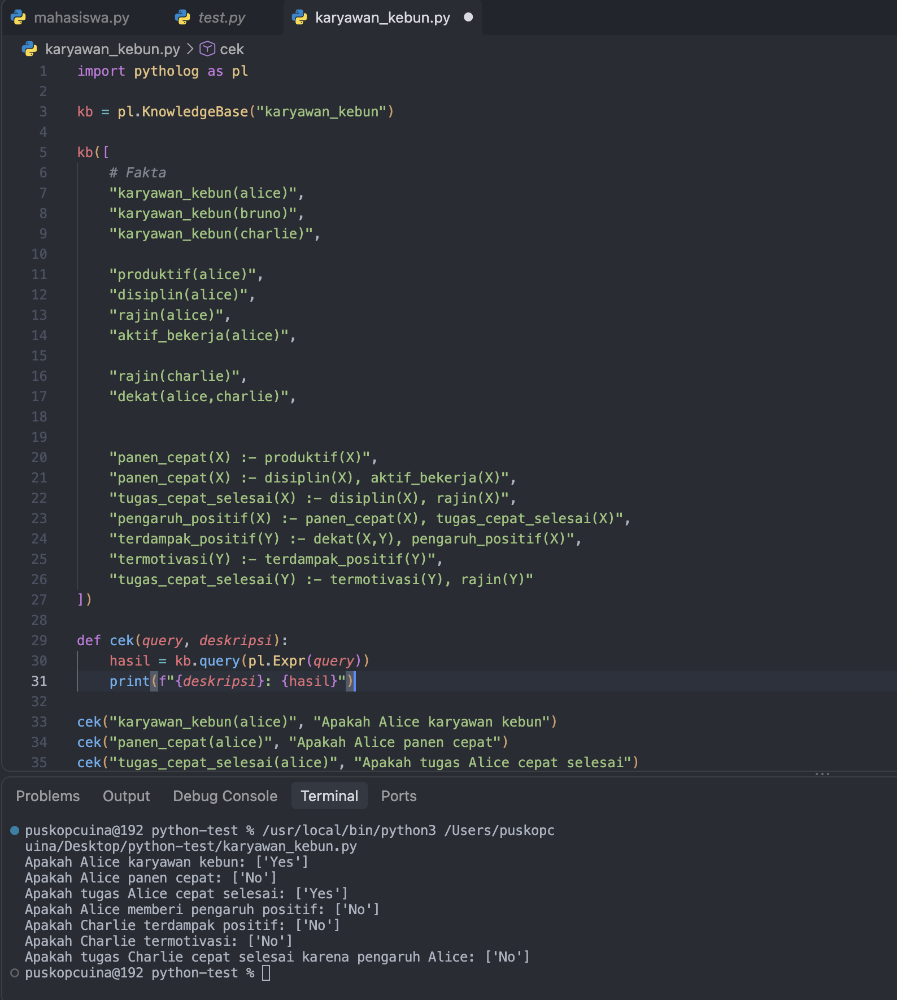 mahasiswa.py test.py karyawan_kebun.py
karyawan_kebun.py > cek
1 import pytholog as pl
2
3 kb = pl.KnowledgeBase("karyawan_kebun")
4
5 kb([
6     # Fakta
7     "karyawan_kebun(alice)",
8     "karyawan_kebun(bruno)",
9     "karyawan_kebun(charlie)",
10
11     "produktif(alice)",
12     "disiplin(alice)",
13     "rajin(alice)",
14     "aktif_bekerja(alice)",
15
16     "rajin(charlie)",
17     "dekat(alice,charlie)",
18
19
20     "panen_cepat(X) :- produktif(X)",
21     "panen_cepat(X) :- disiplin(X), aktif_bekerja(X)",
22     "tugas_cepat_selesai(X) :- disiplin(X), rajin(X)",
23     "pengaruh_positif(X) :- panen_cepat(X), tugas_cepat_selesai(X)",
24     "terdampak_positif(Y) :- dekat(X,Y), pengaruh_positif(X)",
25     "termotivasi(Y) :- terdampak_positif(Y)",
26     "tugas_cepat_selesai(Y) :- termotivasi(Y), rajin(Y)"
27 ])
28
29 def cek(query, deskripsi):
30     hasil = kb.query(pl.Expr(query))
31     print(f"{deskripsi}: {hasil}")
32
33 cek("karyawan_kebun(alice)", "Apakah Alice karyawan kebun")
34 cek("panen_cepat(alice)", "Apakah Alice panen cepat")
35 cek("tugas_cepat_selesai(alice)", "Apakah tugas Alice cepat selesai")
Problems Output Debug Console Terminal Ports
puskopcuina@192 python-test % /usr/local/bin/python3 /Users/puskopc
uina/Desktop/python-test/karyawan_kebun.py
Apakah Alice karyawan kebun: ['Yes']
Apakah Alice panen cepat: ['No']
Apakah tugas Alice cepat selesai: ['Yes']
Apakah Alice memberi pengaruh positif: ['No']
Apakah Charlie terdampak positif: ['No']
Apakah Charlie termotivasi: ['No']
Apakah tugas Charlie cepat selesai karena pengaruh Alice: ['No']
puskopcuina@192 python-test %